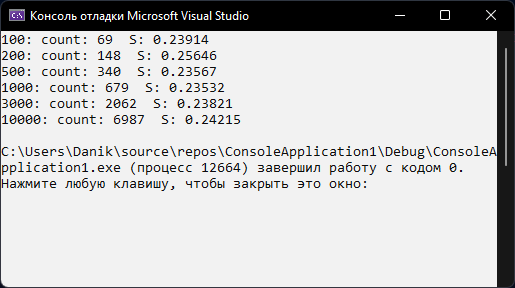 Консоль отладки Microsoft Visual Studio
100: count: 69  S: 0.23914
200: count: 148  S: 0.25646
500: count: 340  S: 0.23567
1000: count: 679  S: 0.23532
3000: count: 2062  S: 0.23821
10000: count: 6987  S: 0.24215
C:\Users\Danik\source\repos\ConsoleApplication1\Debug\ConsoleA
pplication1.exe (процесс 12664) завершил работу с кодом 0.
Нажмите любую клавишу, чтобы закрыть это окно: